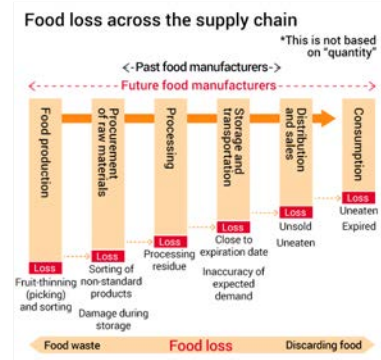 Food loss across the supply chain
*This is not based
on "quantity"
<-Past food manufacturers->
Future food manufacturers
Food production
Procurement
of raw materials
Processing
Storage and
transportation
Distribution
and sales
Consumption
Loss
Fruit-thinning
(picking)
and sorting
Loss
Sorting of
non-standard
products
Damage during
storage
Loss
Processing
residue
Loss
Close to
expiration date
Inaccuracy of
expected
demand
Loss
Unsold
Uneaten
Loss
Uneaten
Expired
Food waste
Food loss
Discarding food